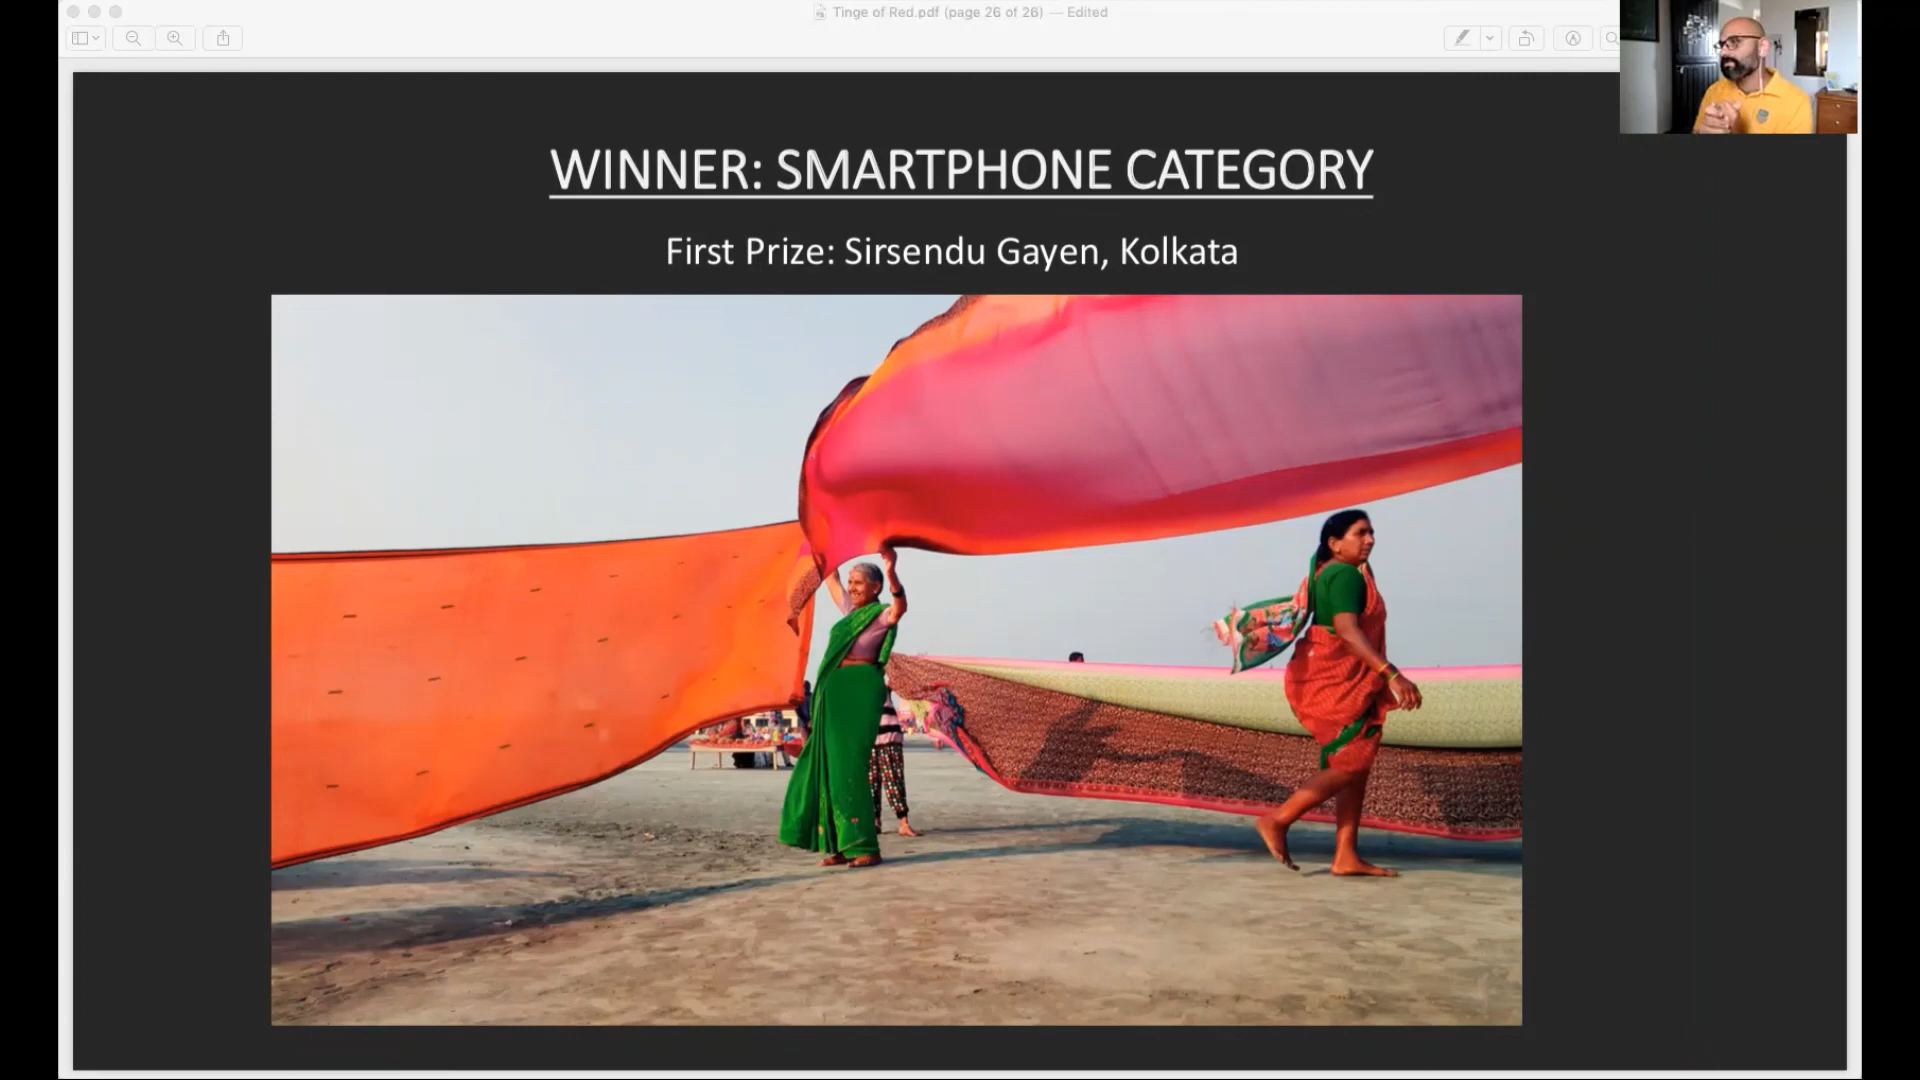 Tinge of Red.pdf (page 26 of 26) — Edited
WINNER: SMARTPHONE CATEGORY
First Prize: Sirsendu Gayen, Kolkata